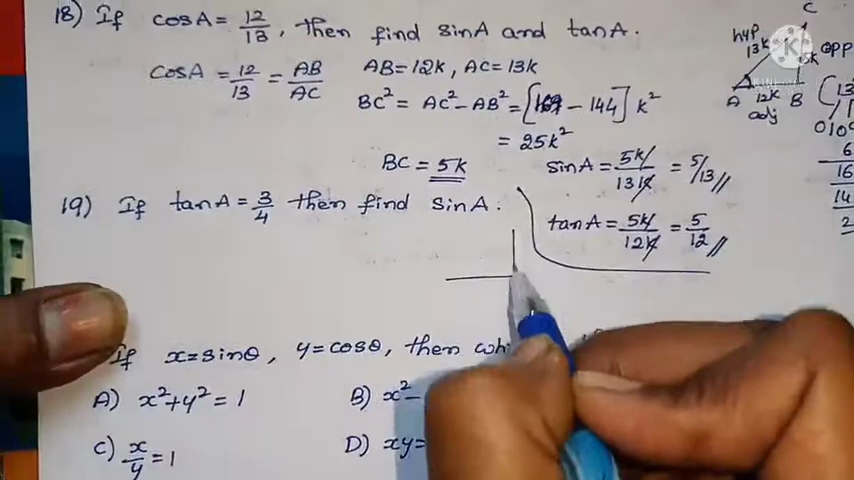 18) If cosA = 12/13, then find sinA and tanA.
cosA = 12/13 = AB/AC AB = 12k, AC = 13k
BC² = AC² - AB² = [169 - 144] k²
= 25k²
BC = 5k
sinA = 5k/13k = 5/13 //
tanA = 5k/12k = 5/12 //
C
hyp
13k
5k
opp
A 12k B
adj
KINEMASTER
19) If tanA = 3/4 then find sinA.
If x = sinθ, y = cosθ, then
A) x² + y² = 1 B) x² -
C) x/y = 1 D) xy =